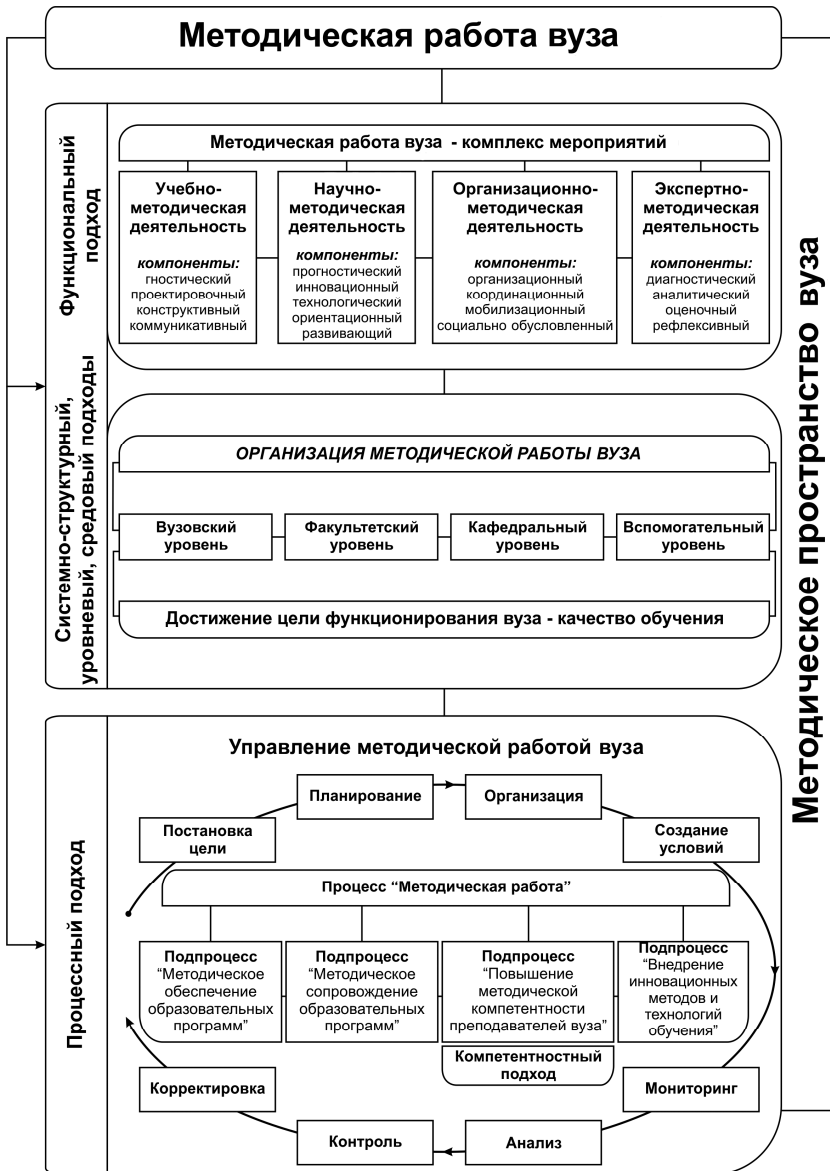 Методическая работа вуза
Функциональный
подход
Методическая работа вуза - комплекс мероприятий
Учебно-
методическая
деятельность
компоненты:
гностический
проектировочный
конструктивный
коммуникативный
Научно-
методическая
деятельность
компоненты:
прогностический
инновационный
технологический
ориентационный
развивающий
Организационно-
методическая
деятельность
компоненты:
организационный
координационный
мобилизационный
социально обусловленный
Экспертно-
методическая
деятельность
компоненты:
диагностический
аналитический
оценочный
рефлексивный
Системно-структурный,
уровневый, средовый подходы
ОРГАНИЗАЦИЯ МЕТОДИЧЕСКОЙ РАБОТЫ ВУЗА
Вузовский
уровень
Факультетский
уровень
Кафедральный
уровень
Вспомогательный
уровень
Достижение цели функционирования вуза - качество обучения
Процессный подход
Управление методической работой вуза
Планирование
Организация
Постановка
цели
Создание
условий
Процесс “Методическая работа”
Подпроцесс
“Методическое
обеспечение
образовательных
программ”
Подпроцесс
“Методическое
сопровождение
образовательных
программ”
Подпроцесс
“Повышение
методической
компетентности
преподавателей вуза”
Подпроцесс
“Внедрение
инновационных
методов и
технологий
обучения”
Компетентностный
подход
Корректировка
Мониторинг
Контроль
Анализ
Методическое пространство вуза